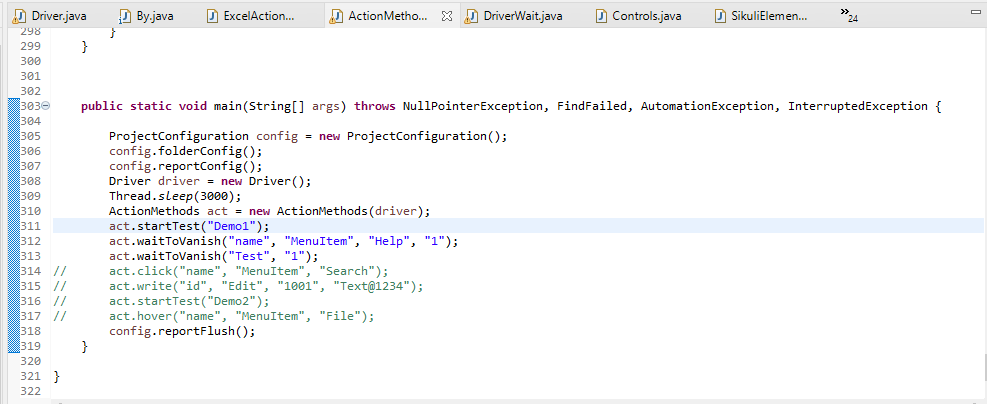 Driver.java By.java ExcelAction... ActionMetho... DriverWait.java Controls.java SikuliElemen... »24
298 }
299 }
300
301
302
303 public static void main(String[] args) throws NullPointerException, FindFailed, AutomationException, InterruptedException {
304
305 ProjectConfiguration config = new ProjectConfiguration();
306 config.folderConfig();
307 config.reportConfig();
308 Driver driver = new Driver();
309 Thread.sleep(3000);
310 ActionMethods act = new ActionMethods(driver);
311 act.startTest("Demo1");
312 act.waitToVanish("name", "MenuItem", "Help", "1");
313 act.waitToVanish("Test", "1");
314 // act.click("name", "MenuItem", "Search");
315 // act.write("id", "Edit", "1001", "Text@1234");
316 // act.startTest("Demo2");
317 // act.hover("name", "MenuItem", "File");
318 config.reportFlush();
319 }
320
321 }
322